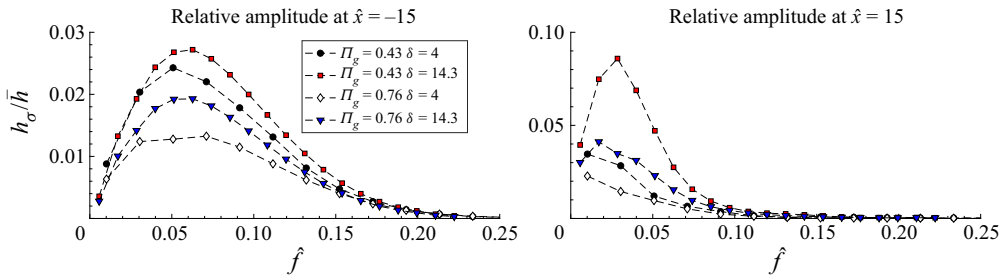 Relative amplitude at x̂ = –15
Relative amplitude at x̂ = 15
0.03
0.02
0.01
h_σ/h̄
Π_g = 0.43 δ = 4
Π_g = 0.43 δ = 14.3
Π_g = 0.76 δ = 4
Π_g = 0.76 δ = 14.3
0 0.05 0.10 0.15 0.20 0.25
f̂
0.10
0.05
0 0.05 0.10 0.15 0.20 0.25
f̂